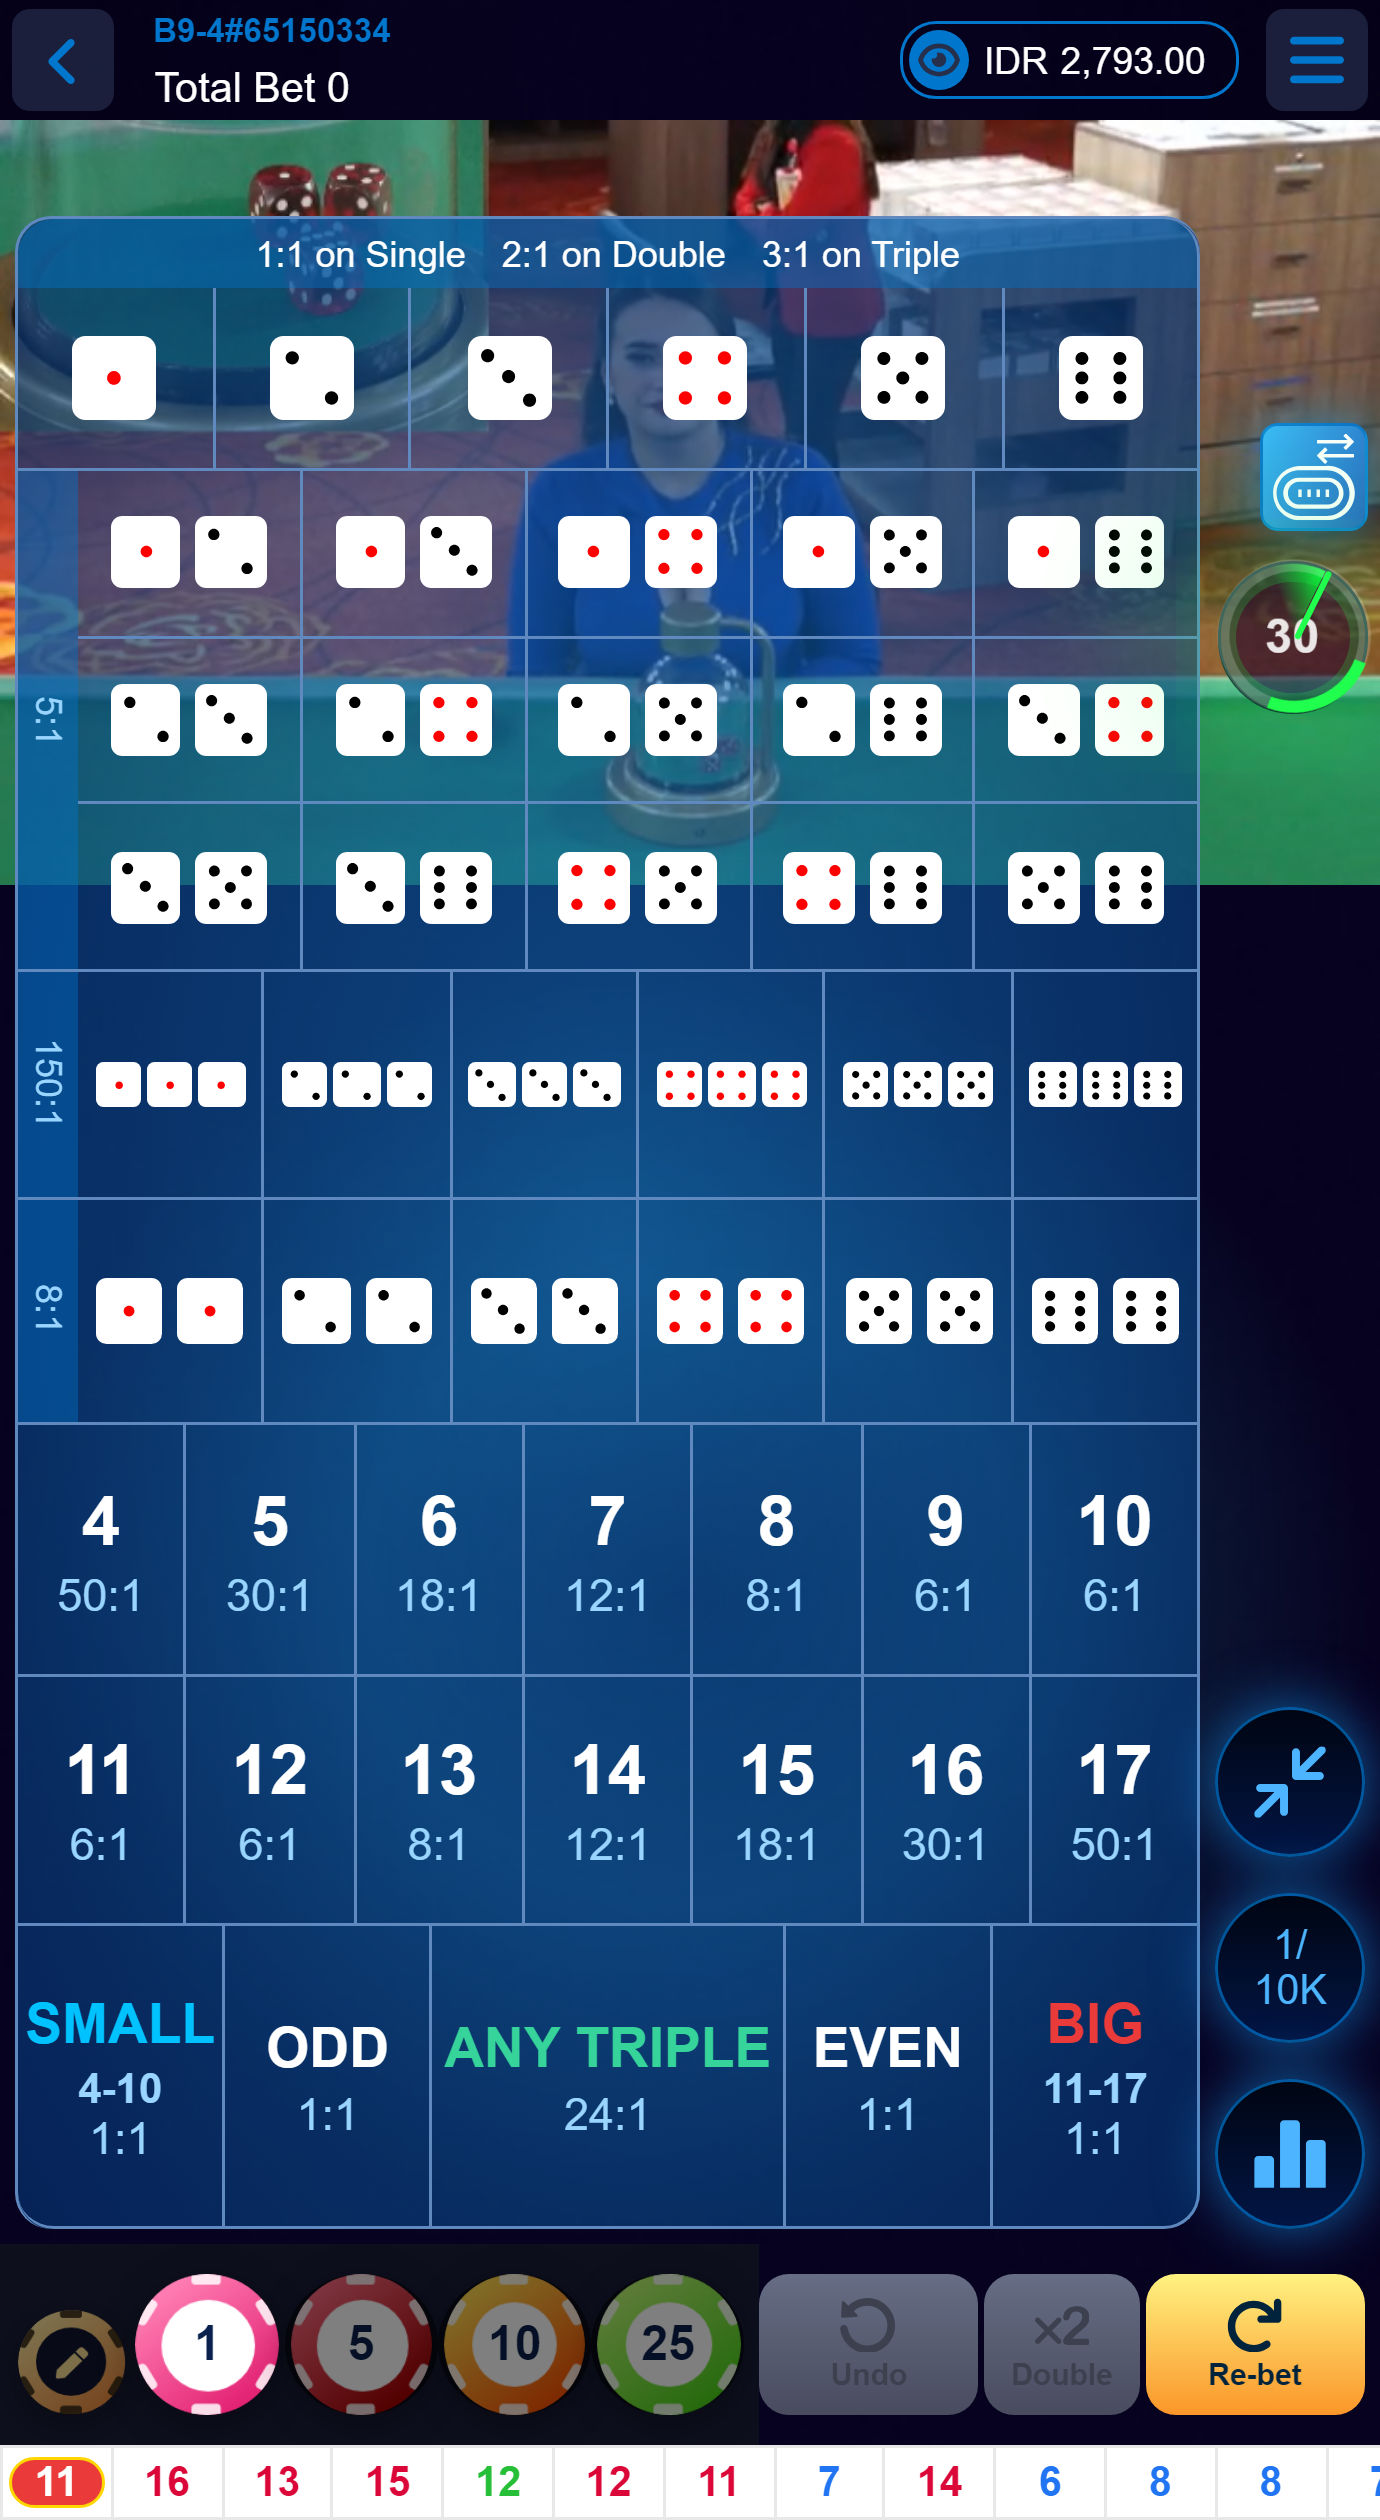 B9-4#65150334
Total Bet 0
IDR 2,793.00
1:1 on Single 2:1 on Double 3:1 on Triple
30
5:1
150:1
8:1
4 5 6 7 8 9 10
50:1 30:1 18:1 12:1 8:1 6:1 6:1
11 12 13 14 15 16 17
6:1 6:1 8:1 12:1 18:1 30:1 50:1
1/
10K
SMALL
4-10
1:1
ODD
1:1
ANY TRIPLE
24:1
EVEN
1:1
BIG
11-17
1:1
1 5 10 25
Undo
x2
Double
Re-bet
11 16 13 15 12 12 11 7 14 6 8 8